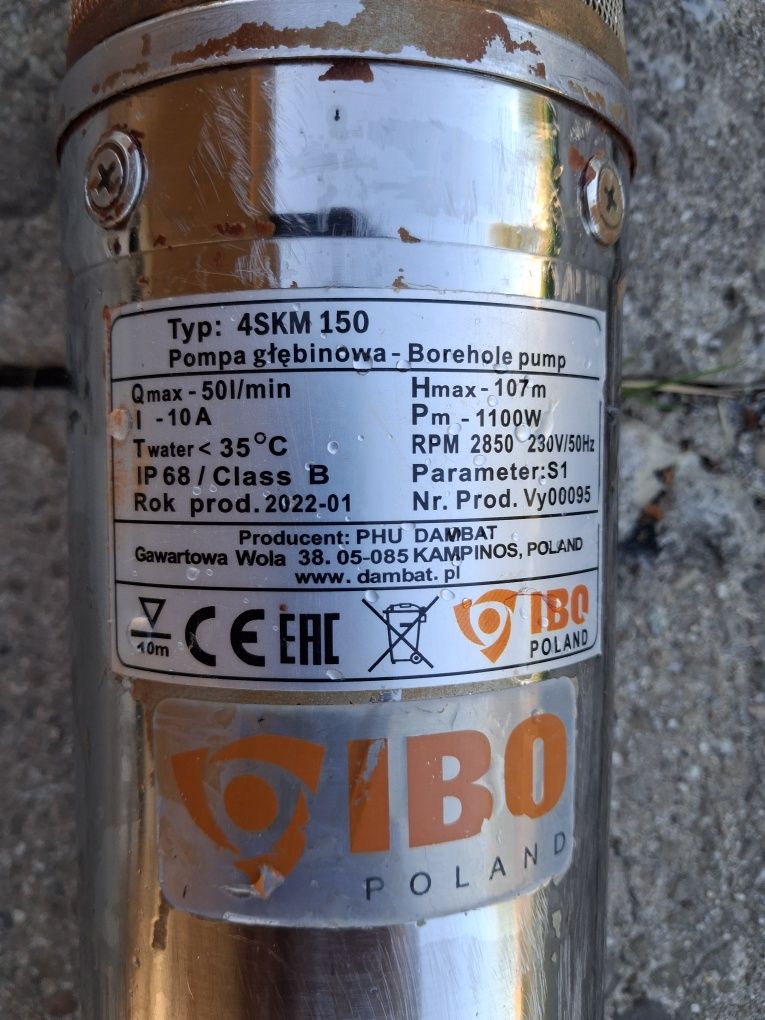 Typ: 4SKM 150
Pompa głębinowa - Borehole pump
Qmax - 50l/min Hmax - 107m
I - 10 A Pm - 1100W
Twater < 35°C RPM 2850 230V/50Hz
IP 68 / Class B Parameter:S1
Rok prod. 2022-01 Nr. Prod. Vy00095
Producent: PHU DAMBAT
Gawartowa Wola 38. 05-085 KAMPINOS, POLAND
www.dambat.pl
10m CE EAC IBO
POLAND
IBO
POLAND